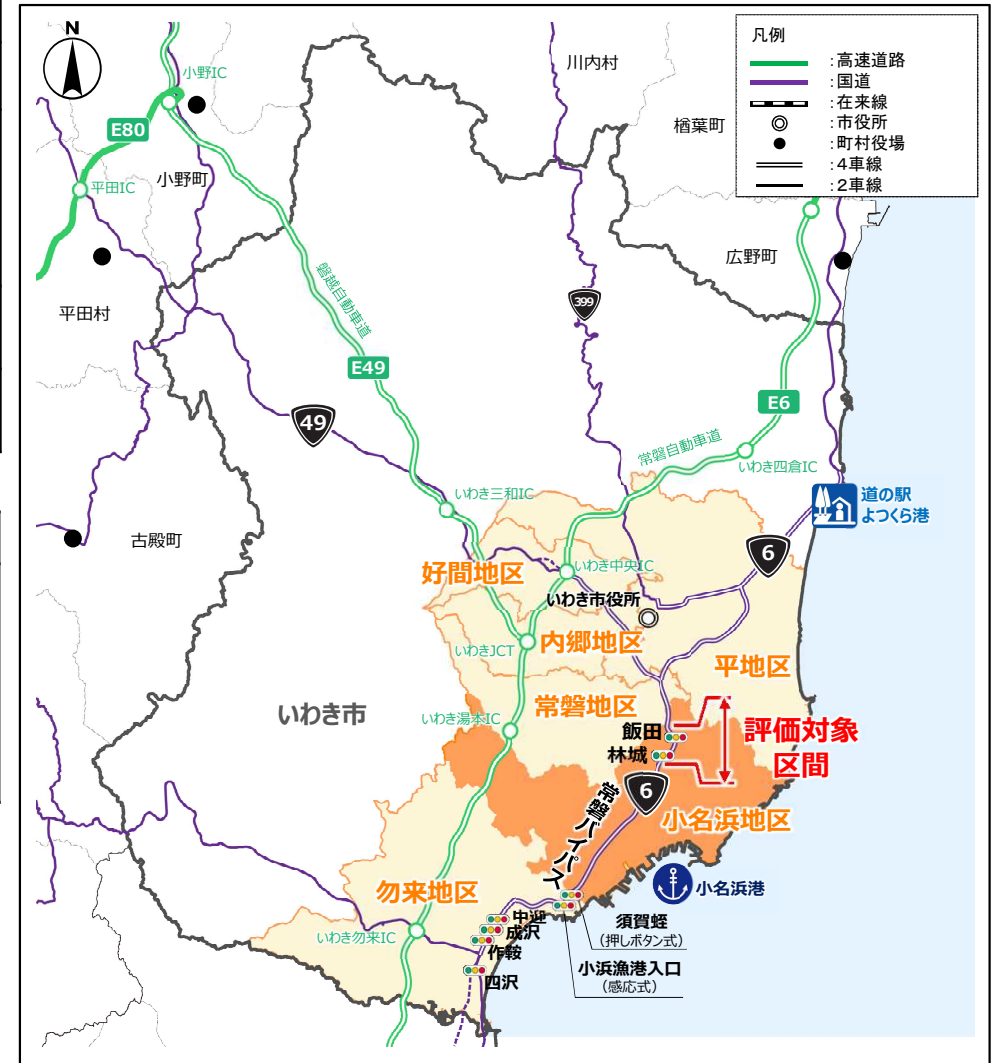 N
凡例
:高速道路
:国道
:在来線
:市役所
:町村役場
:4車線
:2車線
川内村
楢葉町
小野IC
E80
小野町
平田IC
平田村
広野町
磐越自動車道
399
E49
49
E6
常磐自動車道
いわき四倉IC
いわき三和IC
道の駅
よつくら港
古殿町
6
好間地区
いわき中央IC
いわき市役所
内郷地区
いわきJCT
平地区
常磐地区
いわき市
いわき湯本IC
飯田
林城
評価対象
区間
6
常磐バイパス
小名浜地区
勿来地区
小名浜港
中迎
成沢
作鞍
四沢
いわき勿来IC
須賀蛭
(押しボタン式)
小浜漁港入口
(感応式)